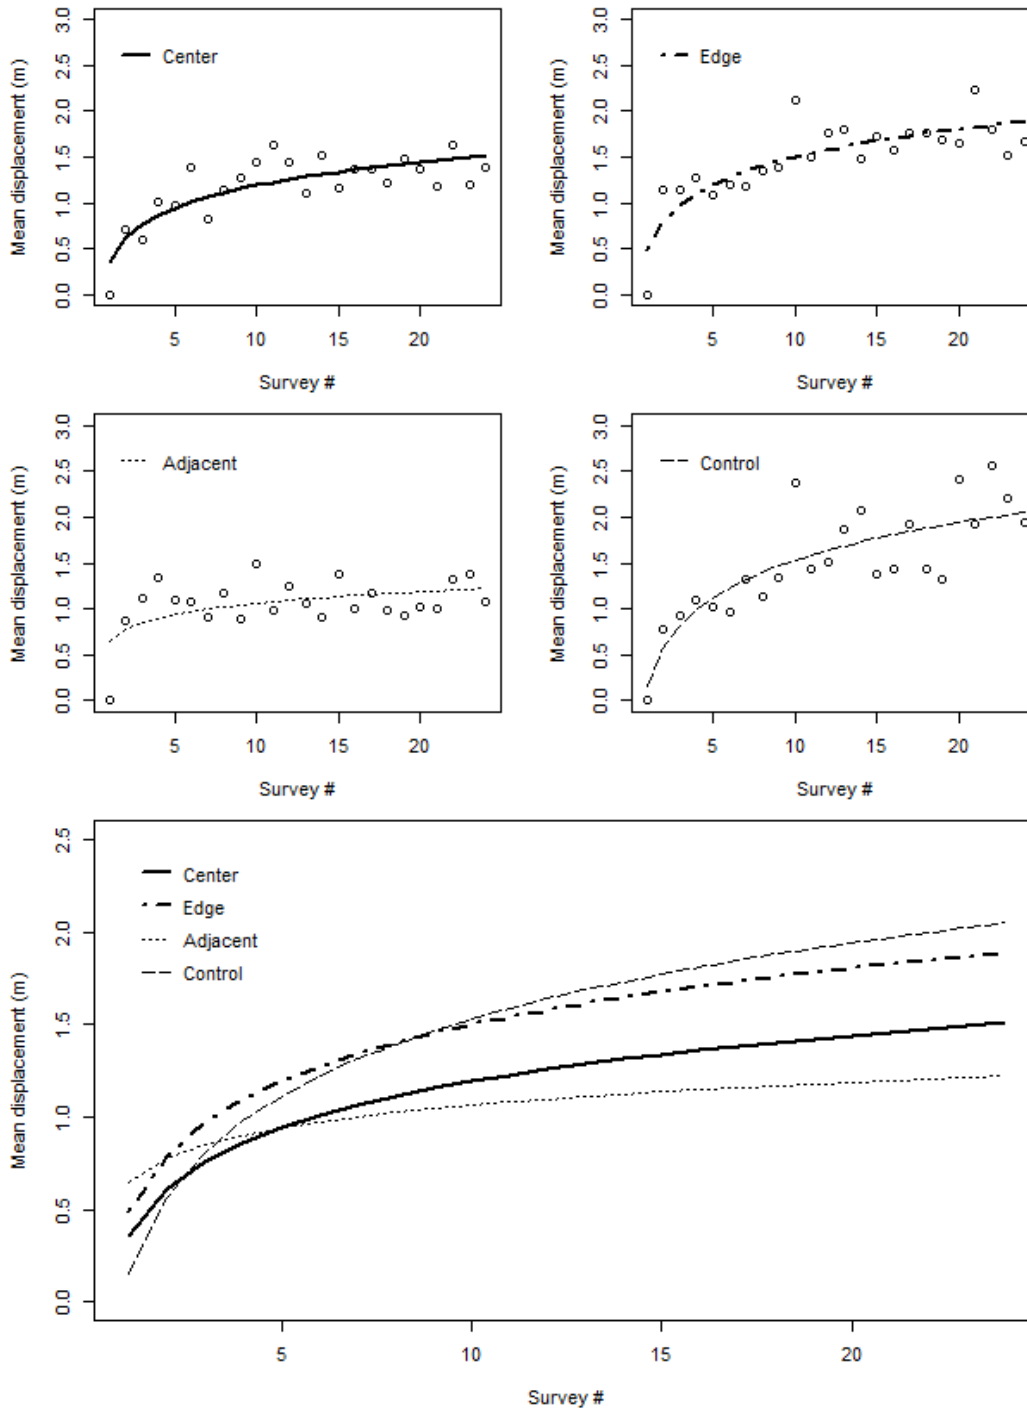 Center
Mean displacement (m)
0.0 0.5 1.0 1.5 2.0 2.5 3.0
5 10 15 20
Survey #
Edge
Mean displacement (m)
0.0 0.5 1.0 1.5 2.0 2.5 3.0
5 10 15 20
Survey #
Adjacent
Mean displacement (m)
0.0 0.5 1.0 1.5 2.0 2.5 3.0
5 10 15 20
Survey #
Control
Mean displacement (m)
0.0 0.5 1.0 1.5 2.0 2.5 3.0
5 10 15 20
Survey #
Center
Edge
Adjacent
Control
Mean displacement (m)
0.0 0.5 1.0 1.5 2.0 2.5
5 10 15 20
Survey #